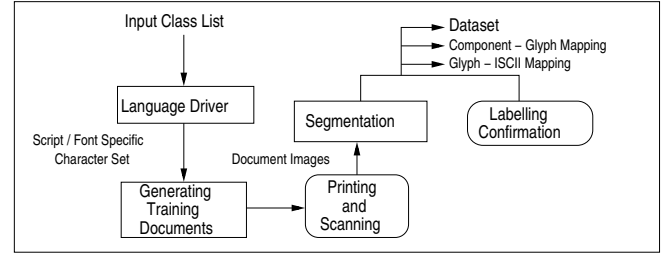 Input Class List
Language Driver
Script / Font Specific
Character Set
Generating
Training
Documents
Printing
and
Scanning
Document Images
Segmentation
Dataset
Component – Glyph Mapping
Glyph – ISCII Mapping
Labelling
Confirmation